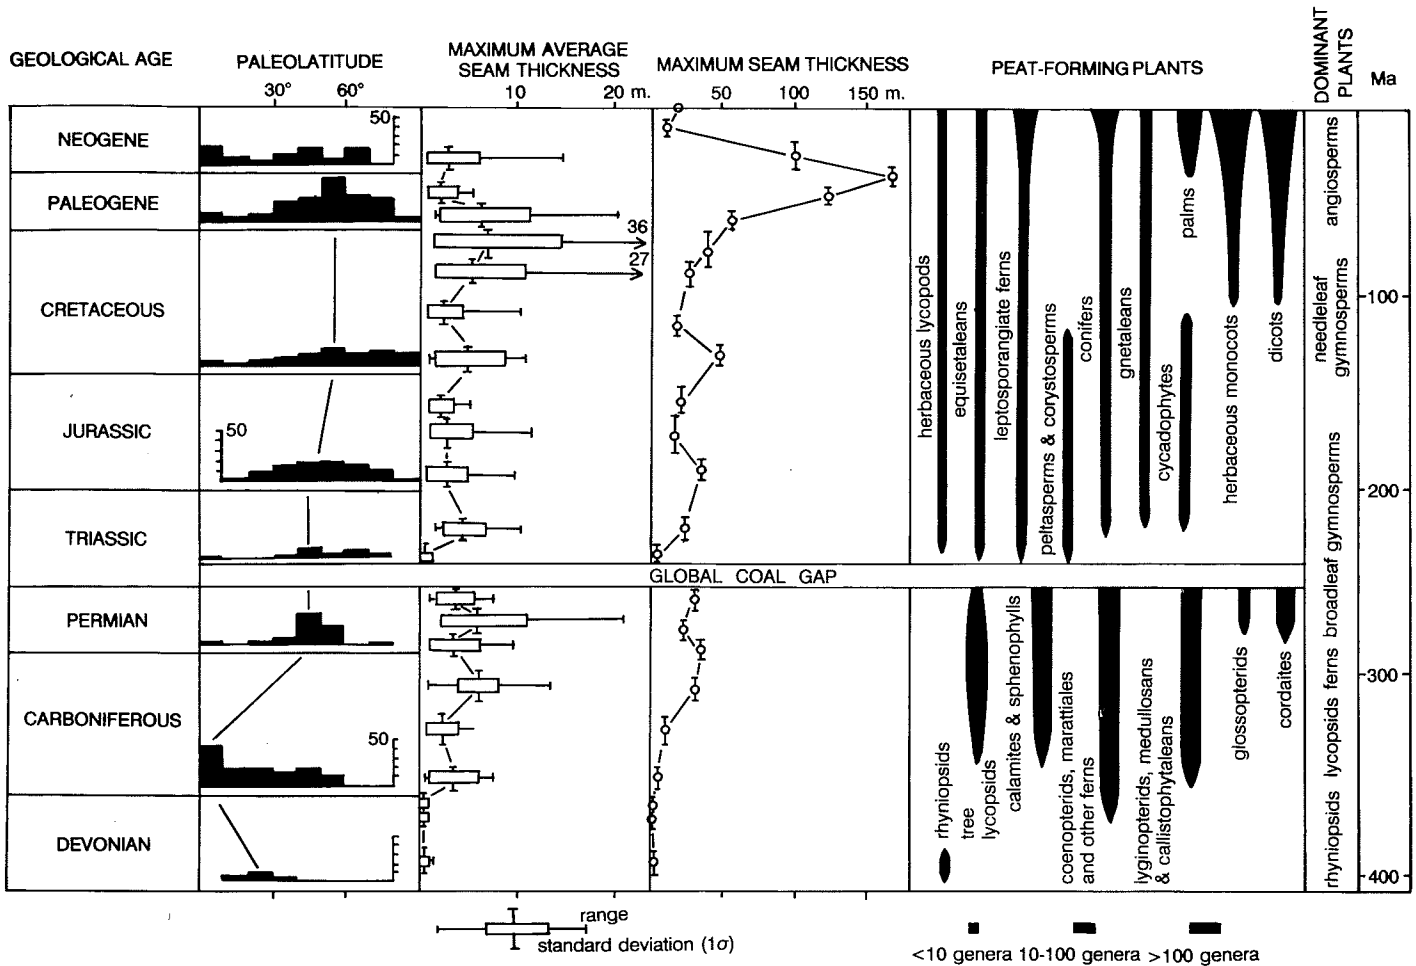 GEOLOGICAL AGE
PALEOLATITUDE
30° 60°
MAXIMUM AVERAGE
SEAM THICKNESS
10 20 m.
MAXIMUM SEAM THICKNESS
50 100 150 m.
PEAT-FORMING PLANTS
DOMINANT
PLANTS
Ma
NEOGENE
50
PALEOGENE
36
27
CRETACEOUS
JURASSIC
50
TRIASSIC
GLOBAL COAL GAP
PERMIAN
CARBONIFEROUS
50
DEVONIAN
herbaceous lycopods
equisetaleans
leptosporangiate ferns
peltasperms & corystosperms
conifers
gnetaleans
cycadophytes
palms
herbaceous monocots
dicots
rhyniopsids
tree
lycopsids
calamites & sphenophylls
coenopterids, marattiales
and other ferns
lyginopterids, medullosans
& callistophytaleans
glossopterids
cordaites
angiosperms
needleleaf
gymnosperms
rhyniopsids lycopsids ferns broadleaf gymnosperms
100
200
300
400
range
standard deviation (1σ)
<10 genera 10-100 genera >100 genera